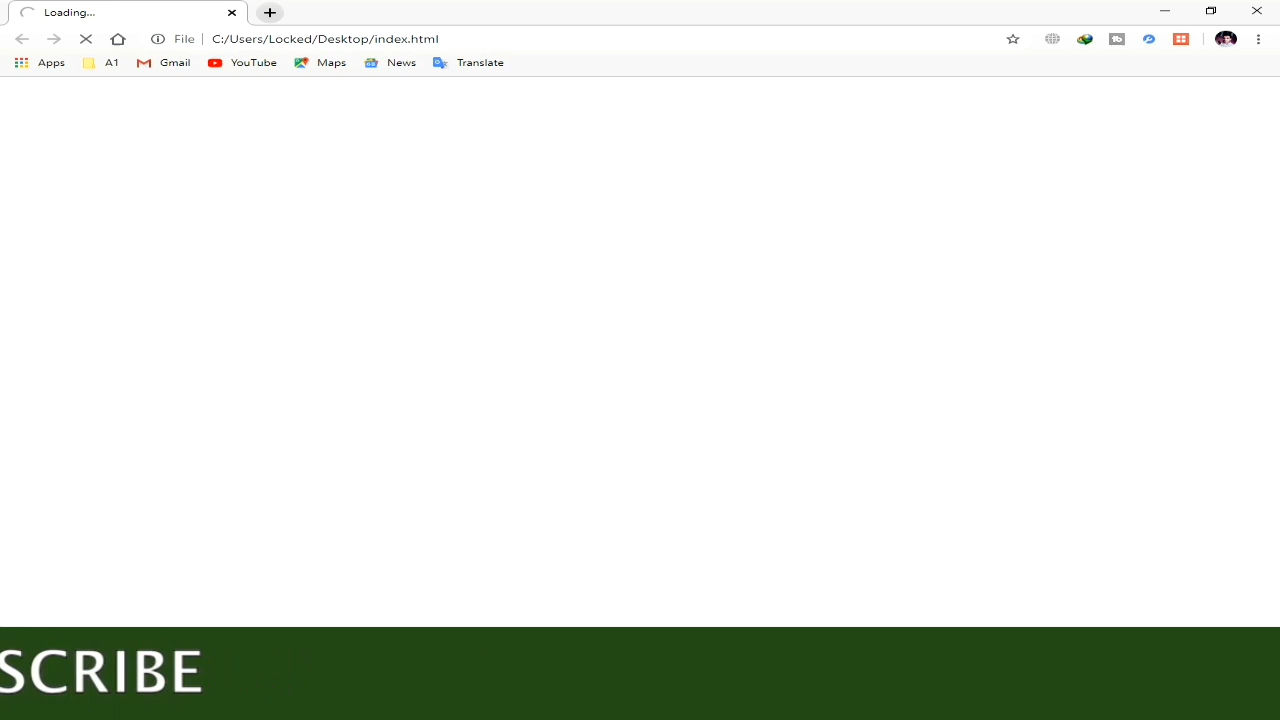 Loading...
File C:/Users/Locked/Desktop/index.html
Apps A1 Gmail YouTube Maps News Translate
SCRIBE